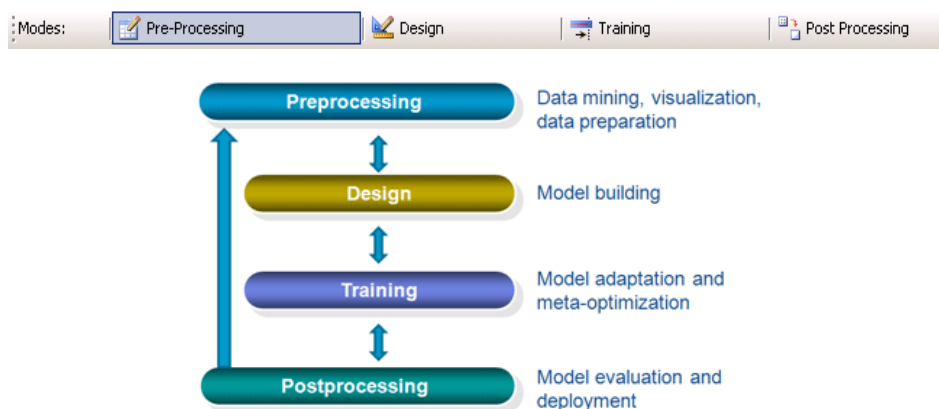 Modes: Pre-Processing Design Training Post Processing
Preprocessing
Data mining, visualization,
data preparation
Design
Model building
Training
Model adaptation and
meta-optimization
Postprocessing
Model evaluation and
deployment